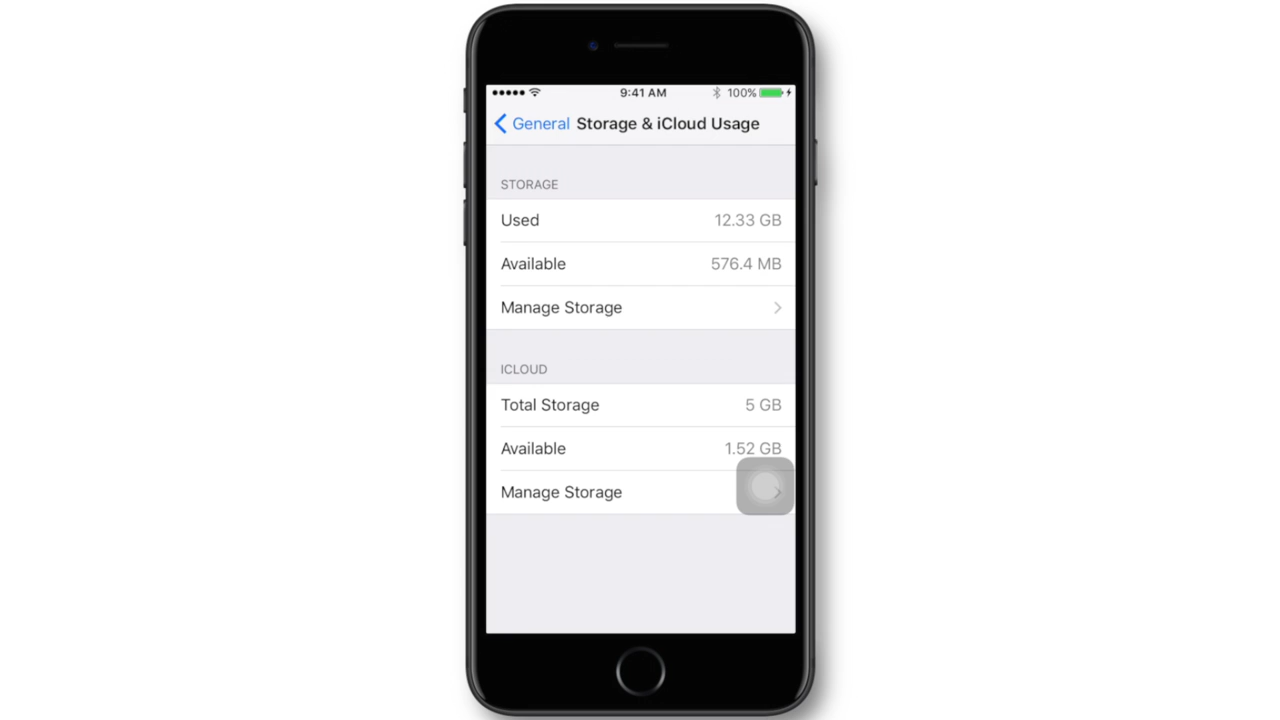 9:41 AM 100%
General Storage & iCloud Usage
STORAGE
Used 12.33 GB
Available 576.4 MB
Manage Storage
ICLOUD
Total Storage 5 GB
Available 1.52 GB
Manage Storage